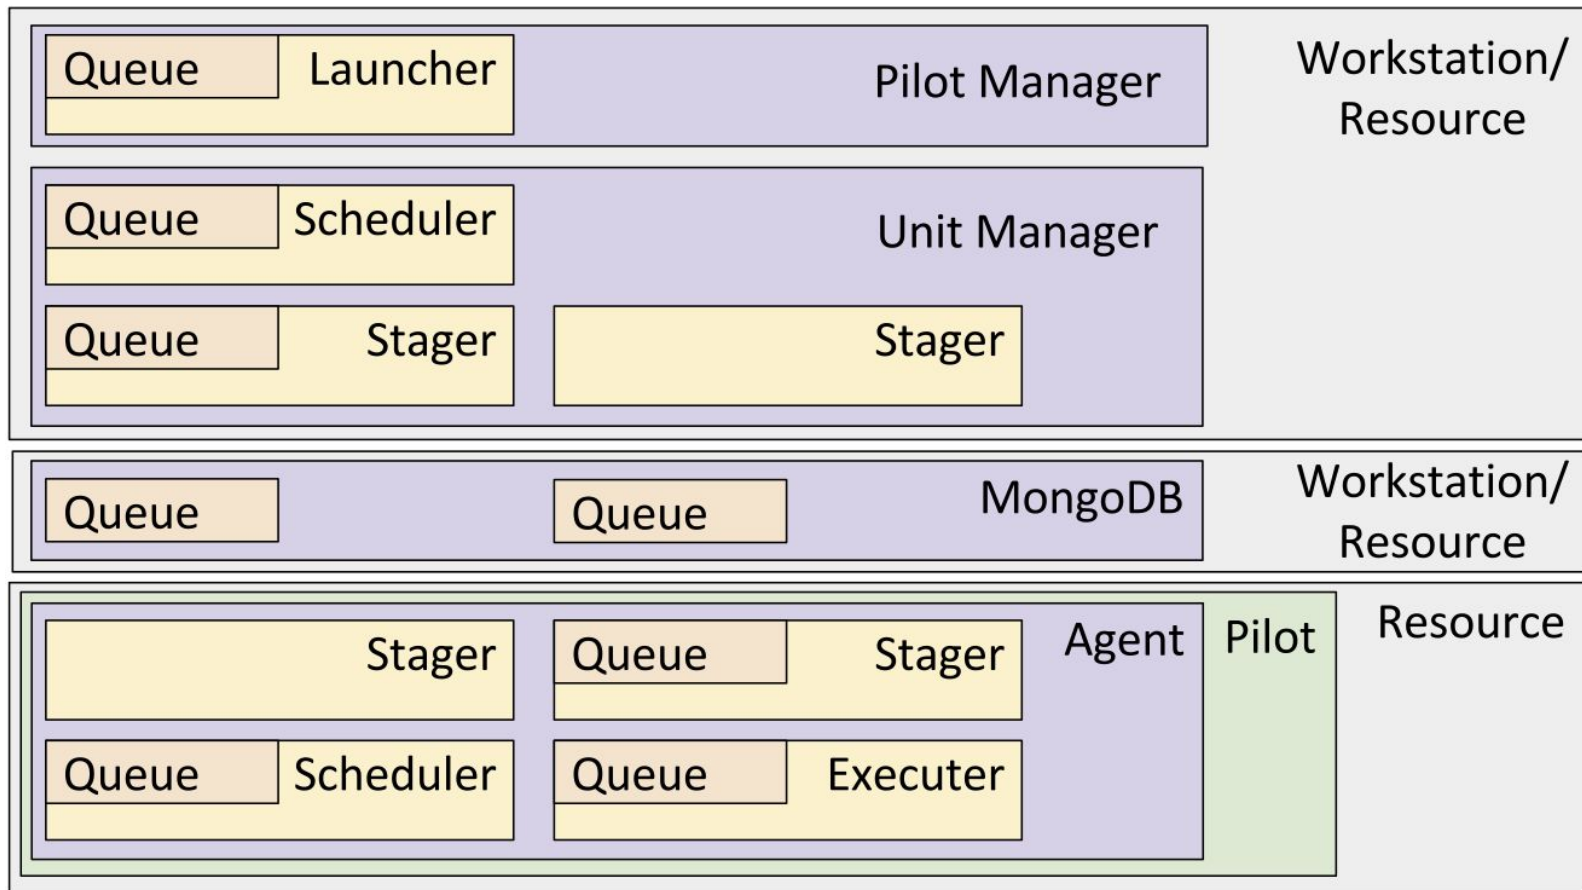 Queue Launcher
Pilot Manager
Workstation/
Resource
Queue Scheduler
Unit Manager
Queue Stager
Stager
Queue
Queue
MongoDB
Workstation/
Resource
Stager
Queue Stager
Agent
Pilot
Resource
Queue Scheduler
Queue Executer